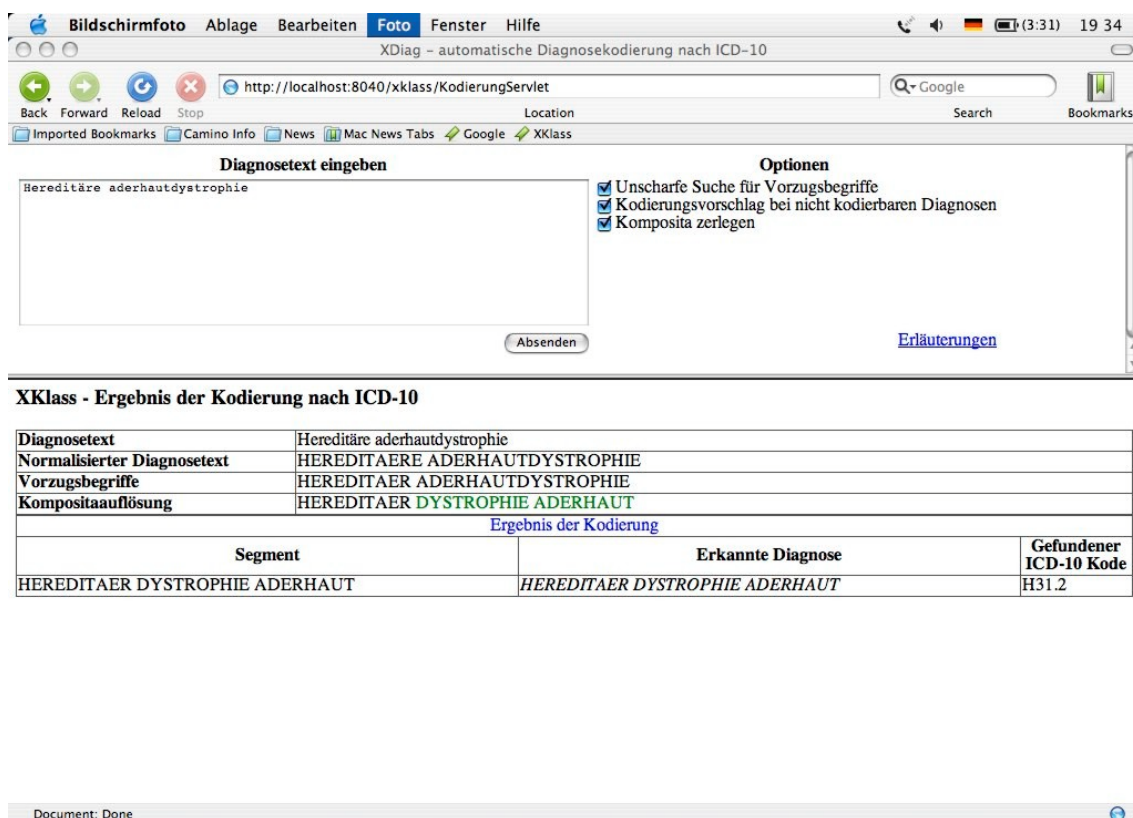 Bildschirmfoto Ablage Bearbeiten Foto Fenster Hilfe (3:31) 19 34
XDiag – automatische Diagnosekodierung nach ICD–10
http://localhost:8040/xklass/KodierungServlet Google
Back Forward Reload Stop Location Search Bookmarks
Imported Bookmarks Camino Info News Mac News Tabs Google XKlass
Diagnosetext eingeben Optionen
Hereditäre aderhautdystrophie
Unscharfe Suche für Vorzugsbegriffe
Kodierungsvorschlag bei nicht kodierbaren Diagnosen
Komposita zerlegen
Absenden Erläuterungen
XKlass - Ergebnis der Kodierung nach ICD-10
Diagnosetext Hereditäre aderhautdystrophie
Normalisierter Diagnosetext HEREDITAERE ADERHAUTDYSTROPHIE
Vorzugsbegriffe HEREDITAER ADERHAUTDYSTROPHIE
Kompositaauflösung HEREDITAER DYSTROPHIE ADERHAUT
Ergebnis der Kodierung
Segment Erkannte Diagnose Gefundener ICD-10 Kode
HEREDITAER DYSTROPHIE ADERHAUT HEREDITAER DYSTROPHIE ADERHAUT H31.2
Document: Done